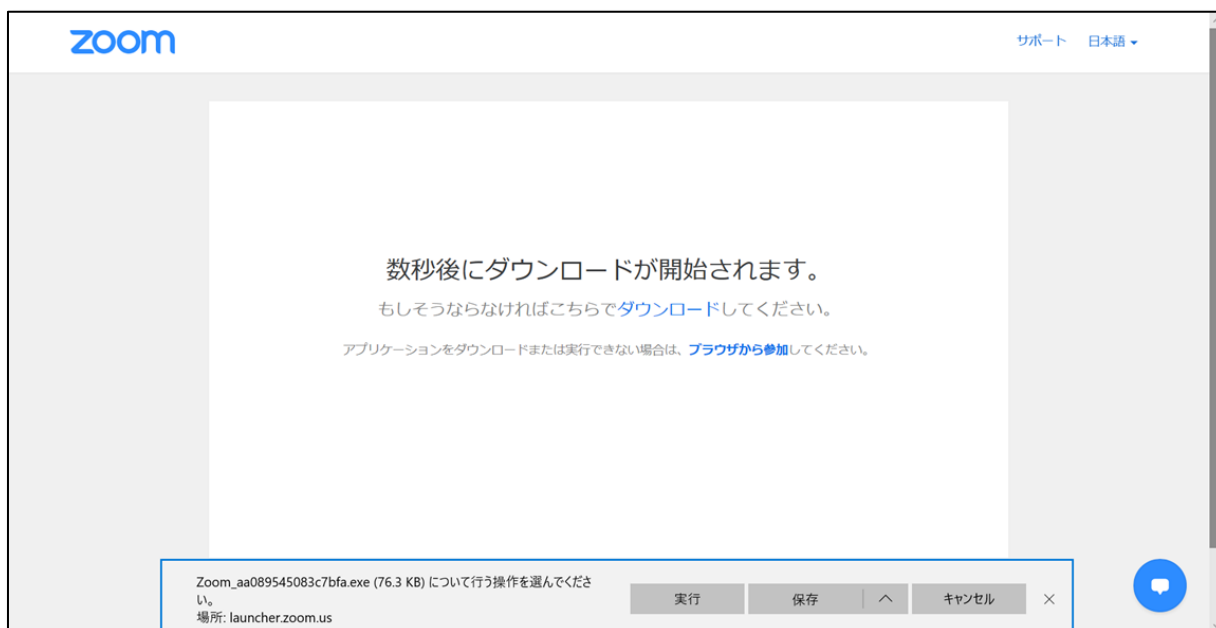 zoom
サポート 日本語
数秒後にダウンロードが開始されます。
もしそうならなければこちらでダウンロードしてください。
アプリケーションをダウンロードまたは実行できない場合は、ブラウザから参加してください。
Zoom_aa089545083c7bfa.exe (76.3 KB) について行う操作を選んでくださ
い。
場所: launcher.zoom.us
実行 保存 キャンセル